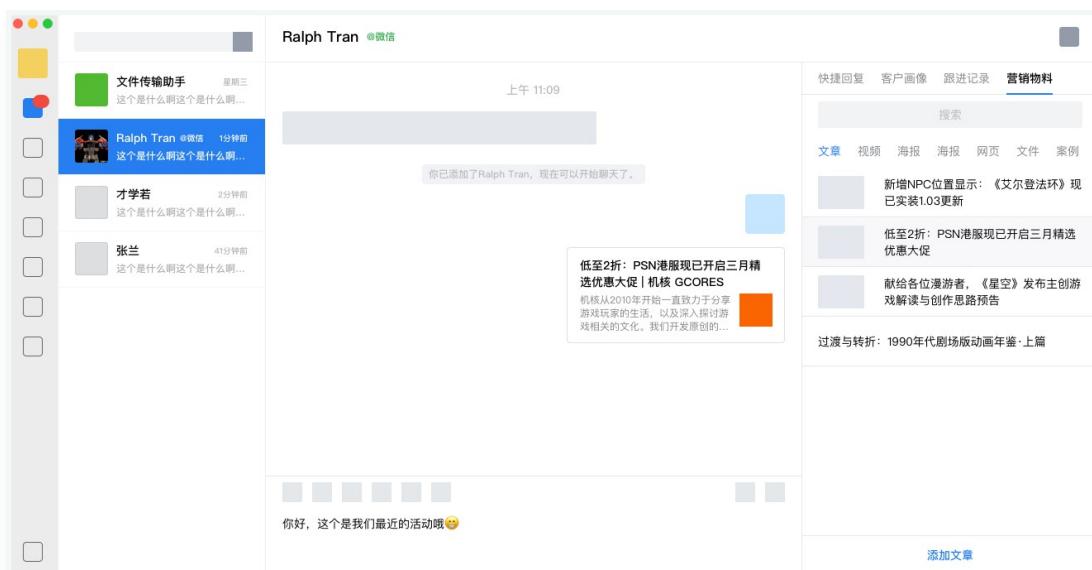 文件传输助手
星期三
这个是什么啊这个是什么啊...
Ralph Tran @微信
1分钟前
这个是什么啊这个是什么啊...
才学若
2分钟前
这个是什么啊这个是什么啊...
张兰
41分钟前
这个是什么啊这个是什么啊...
Ralph Tran @微信
上午 11:09
你已添加了Ralph Tran，现在可以开始聊天了。
低至2折：PSN港服现已开启三月精
选优惠大促 | 机核 GCORES
机核从2010年开始一直致力于分享
游戏玩家的生活，以及深入探讨游
戏相关的文化。我们开发原创的...
你好，这个是我们最近的活动哦😁
快捷回复 客户画像 跟进记录 营销物料
搜索
文章 视频 海报 海报 网页 文件 案例
新增NPC位置显示：《艾尔登法环》现
已实装1.03更新
低至2折：PSN港服现已开启三月精选
优惠大促
献给各位漫游者，《星空》发布主创游
戏解读与创作思路预告
过渡与转折：1990年代剧场版动画年鉴·上篇
添加文章